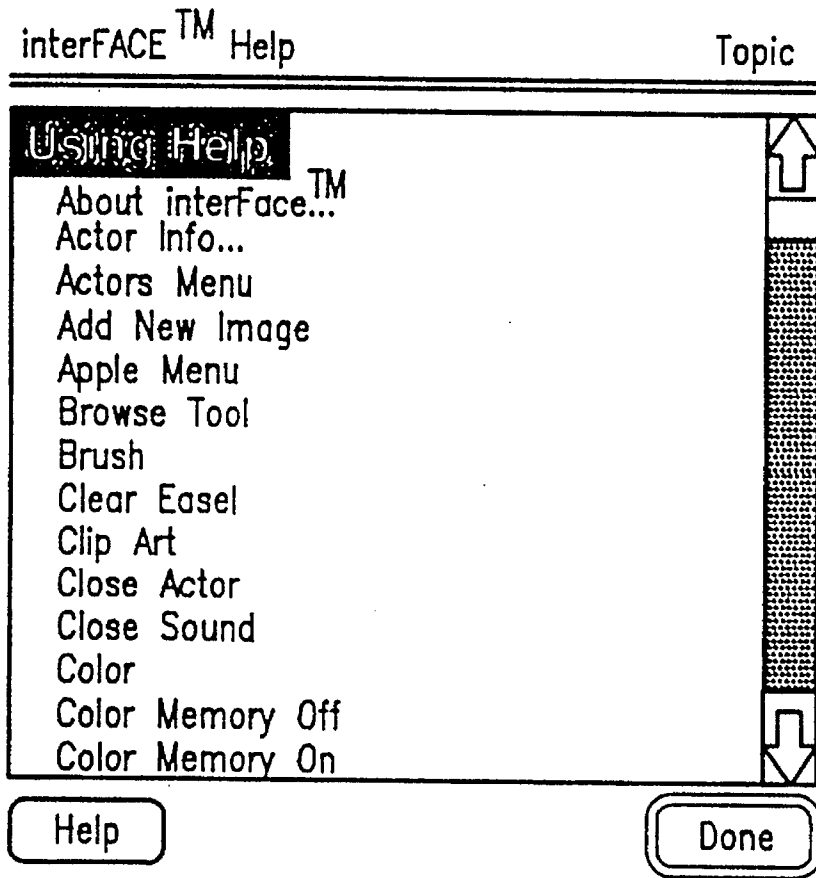 interFACE™ Help
Topic
Using Help
About interFace...™
Actor Info...
Actors Menu
Add New Image
Apple Menu
Browse Tool
Brush
Clear Easel
Clip Art
Close Actor
Close Sound
Color
Color Memory Off
Color Memory On
Help
Done